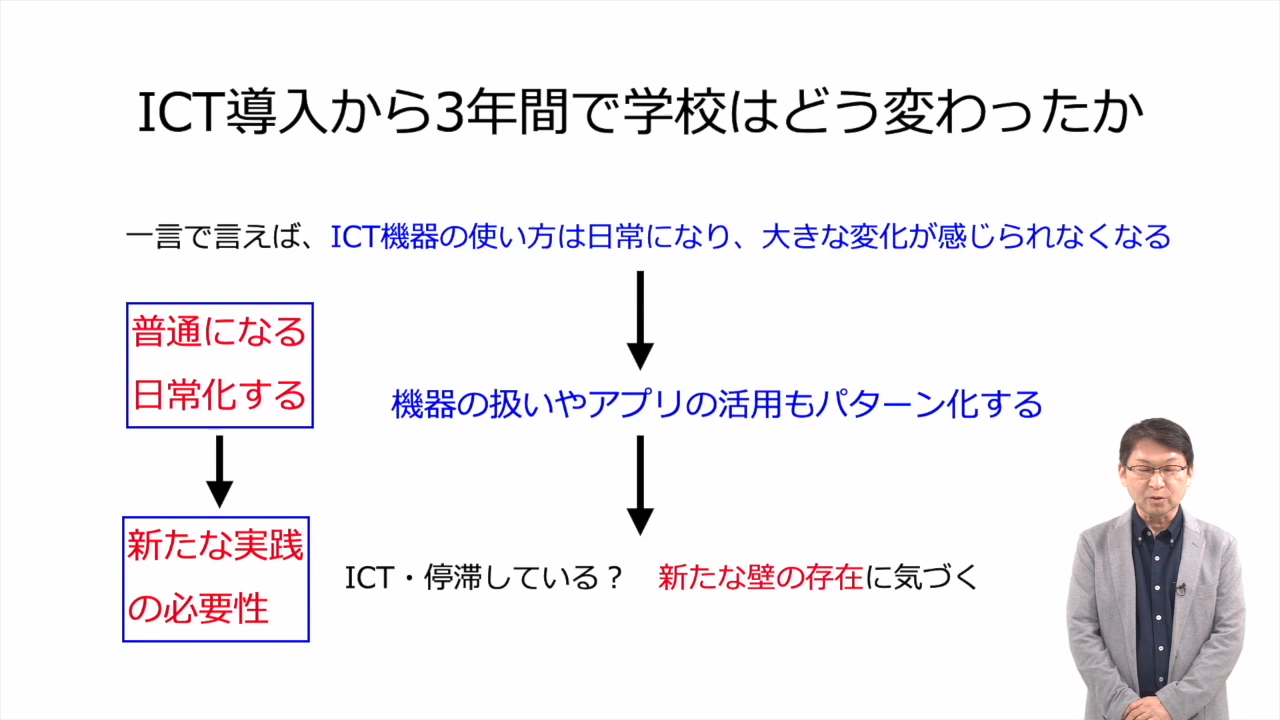 ICT導入から3年間で学校はどう変わったか
一言で言えば、ICT機器の使い方は日常になり、大きな変化が感じられなくなる
普通になる
日常化する
機器の扱いやアプリの活用もパターン化する
新たな実践
の必要性
ICT・停滞している？　新たな壁の存在に気づく